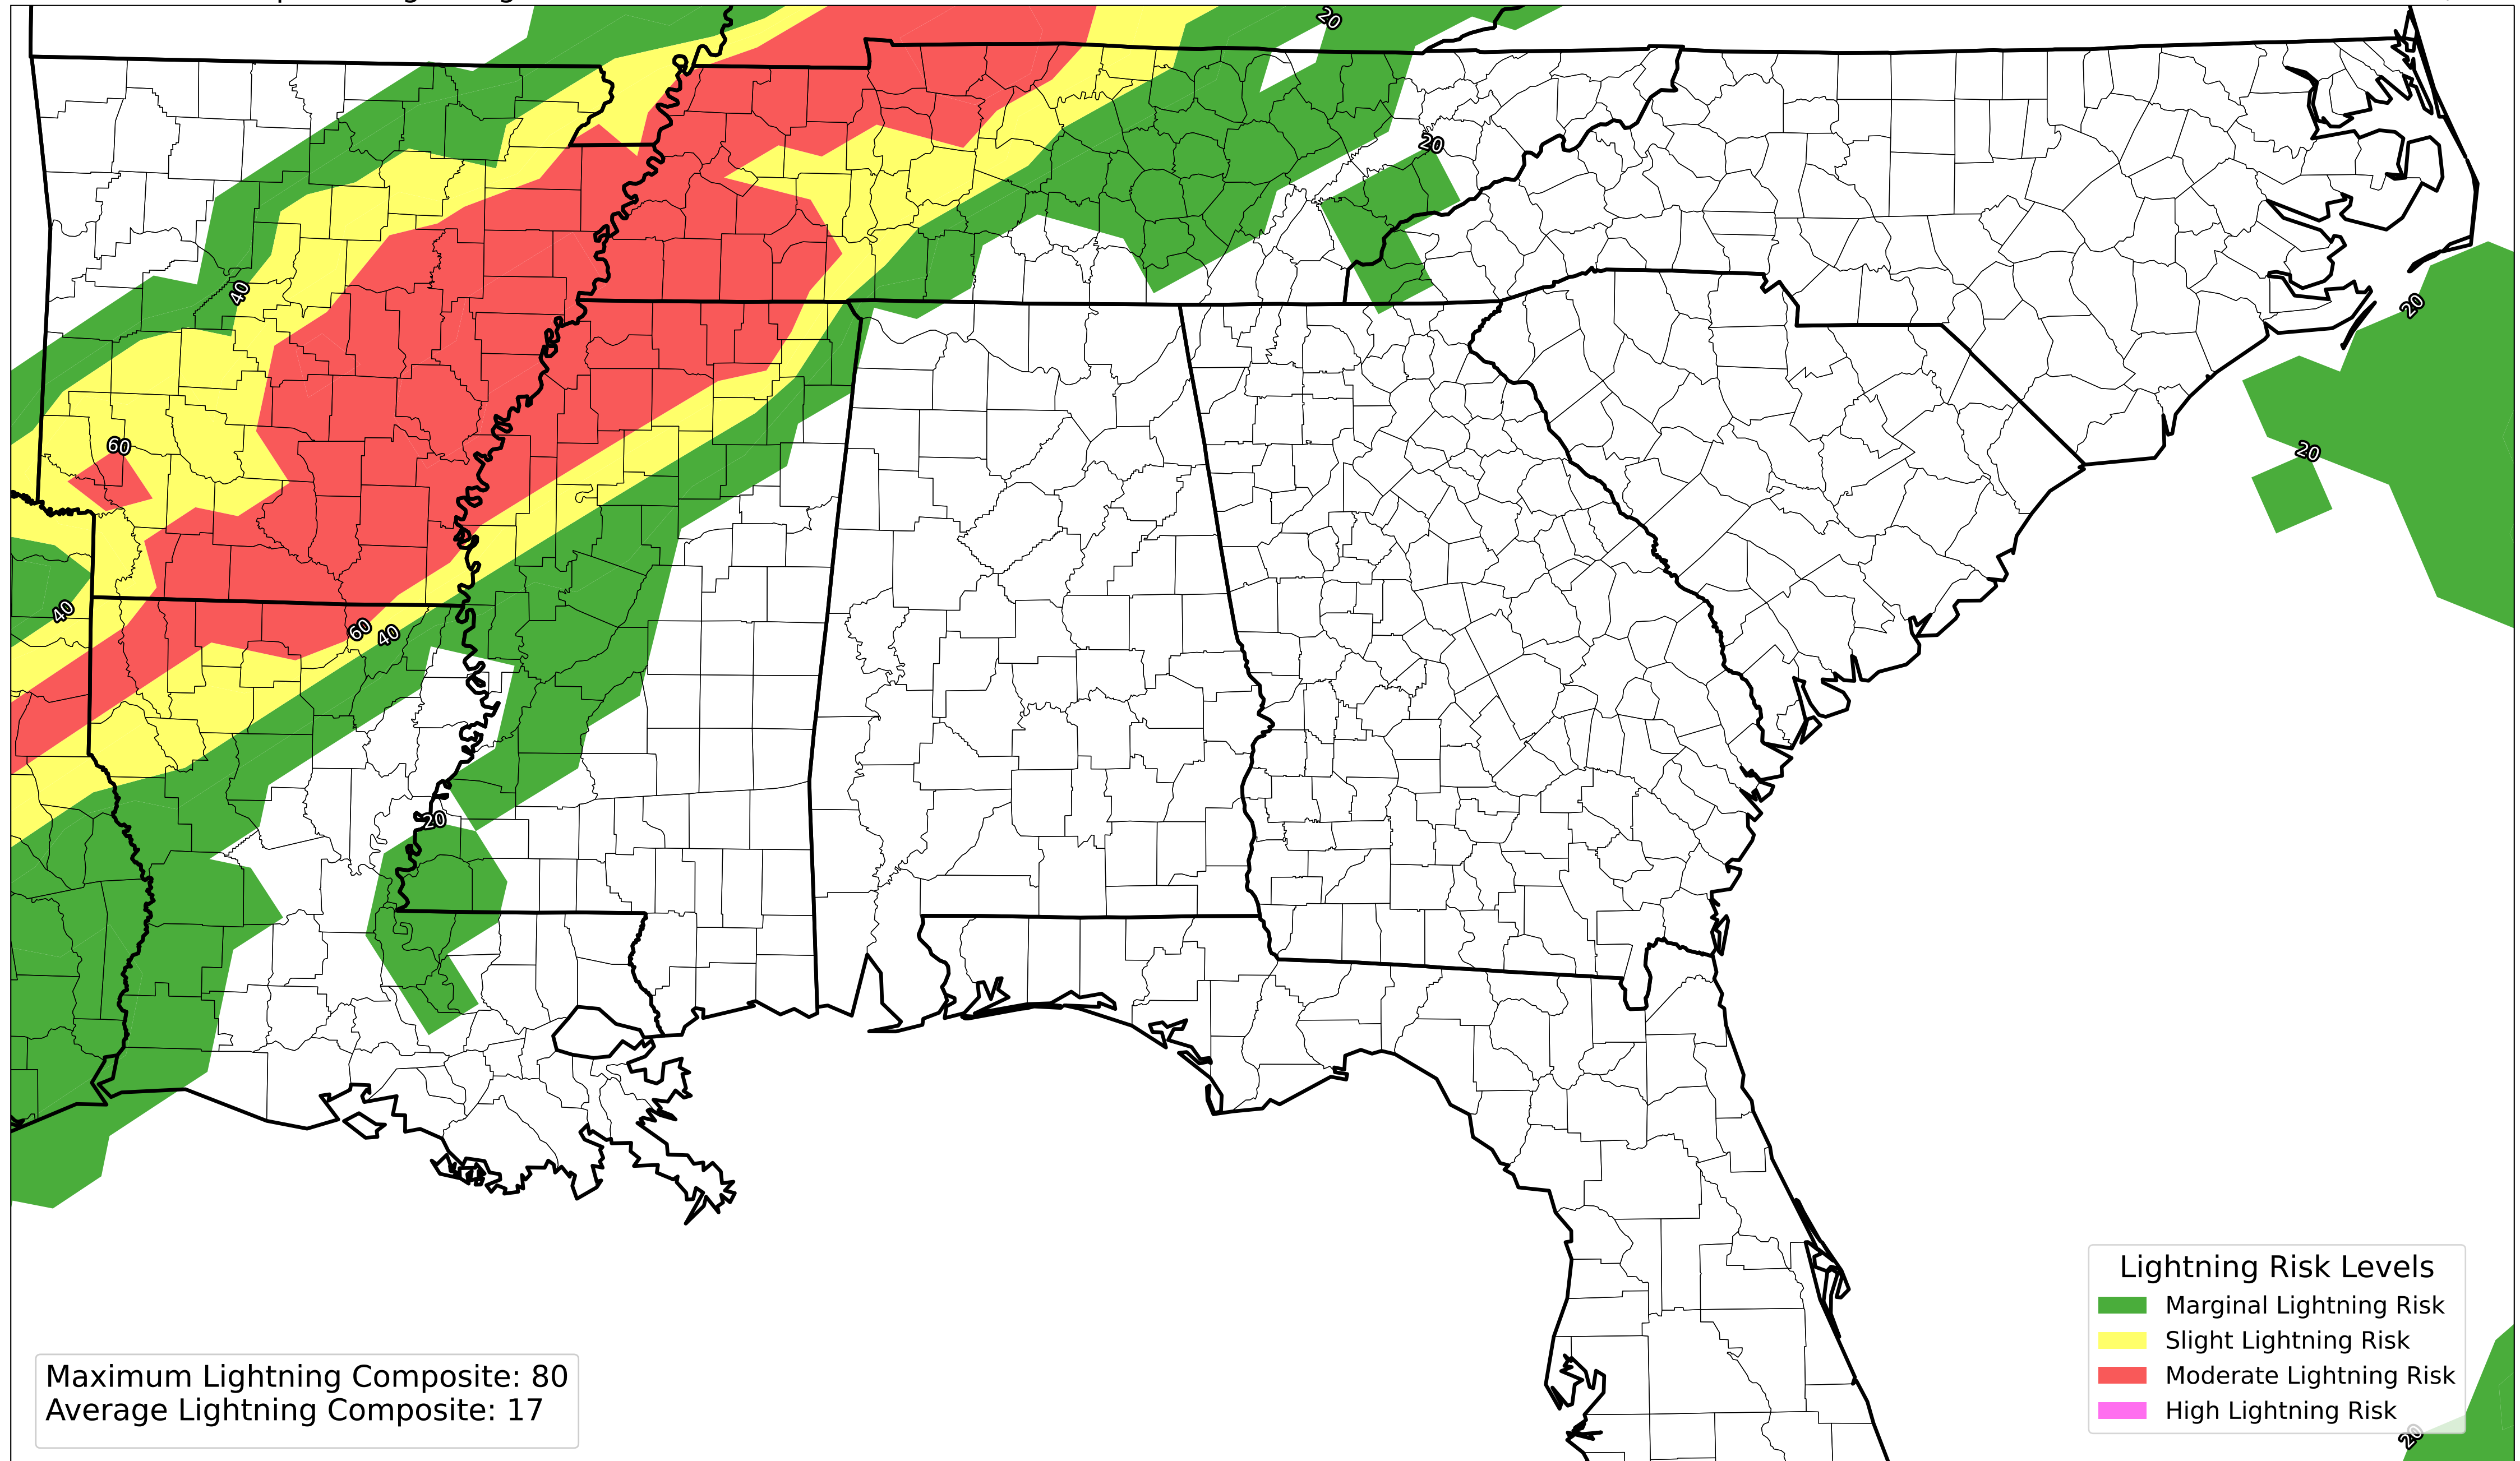 20
20
40
20
60
20
40
60
40
20
Lightning Risk Levels
Marginal Lightning Risk
Slight Lightning Risk
Moderate Lightning Risk
High Lightning Risk
Maximum Lightning Composite: 80
Average Lightning Composite: 17
20